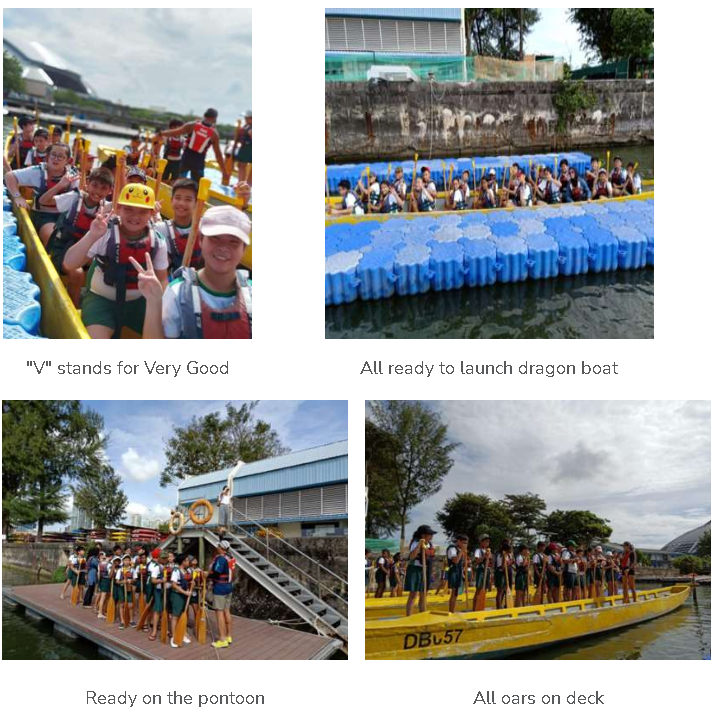 "V" stands for Very Good
All ready to launch dragon boat
DB 57
Ready on the pontoon
All oars on deck